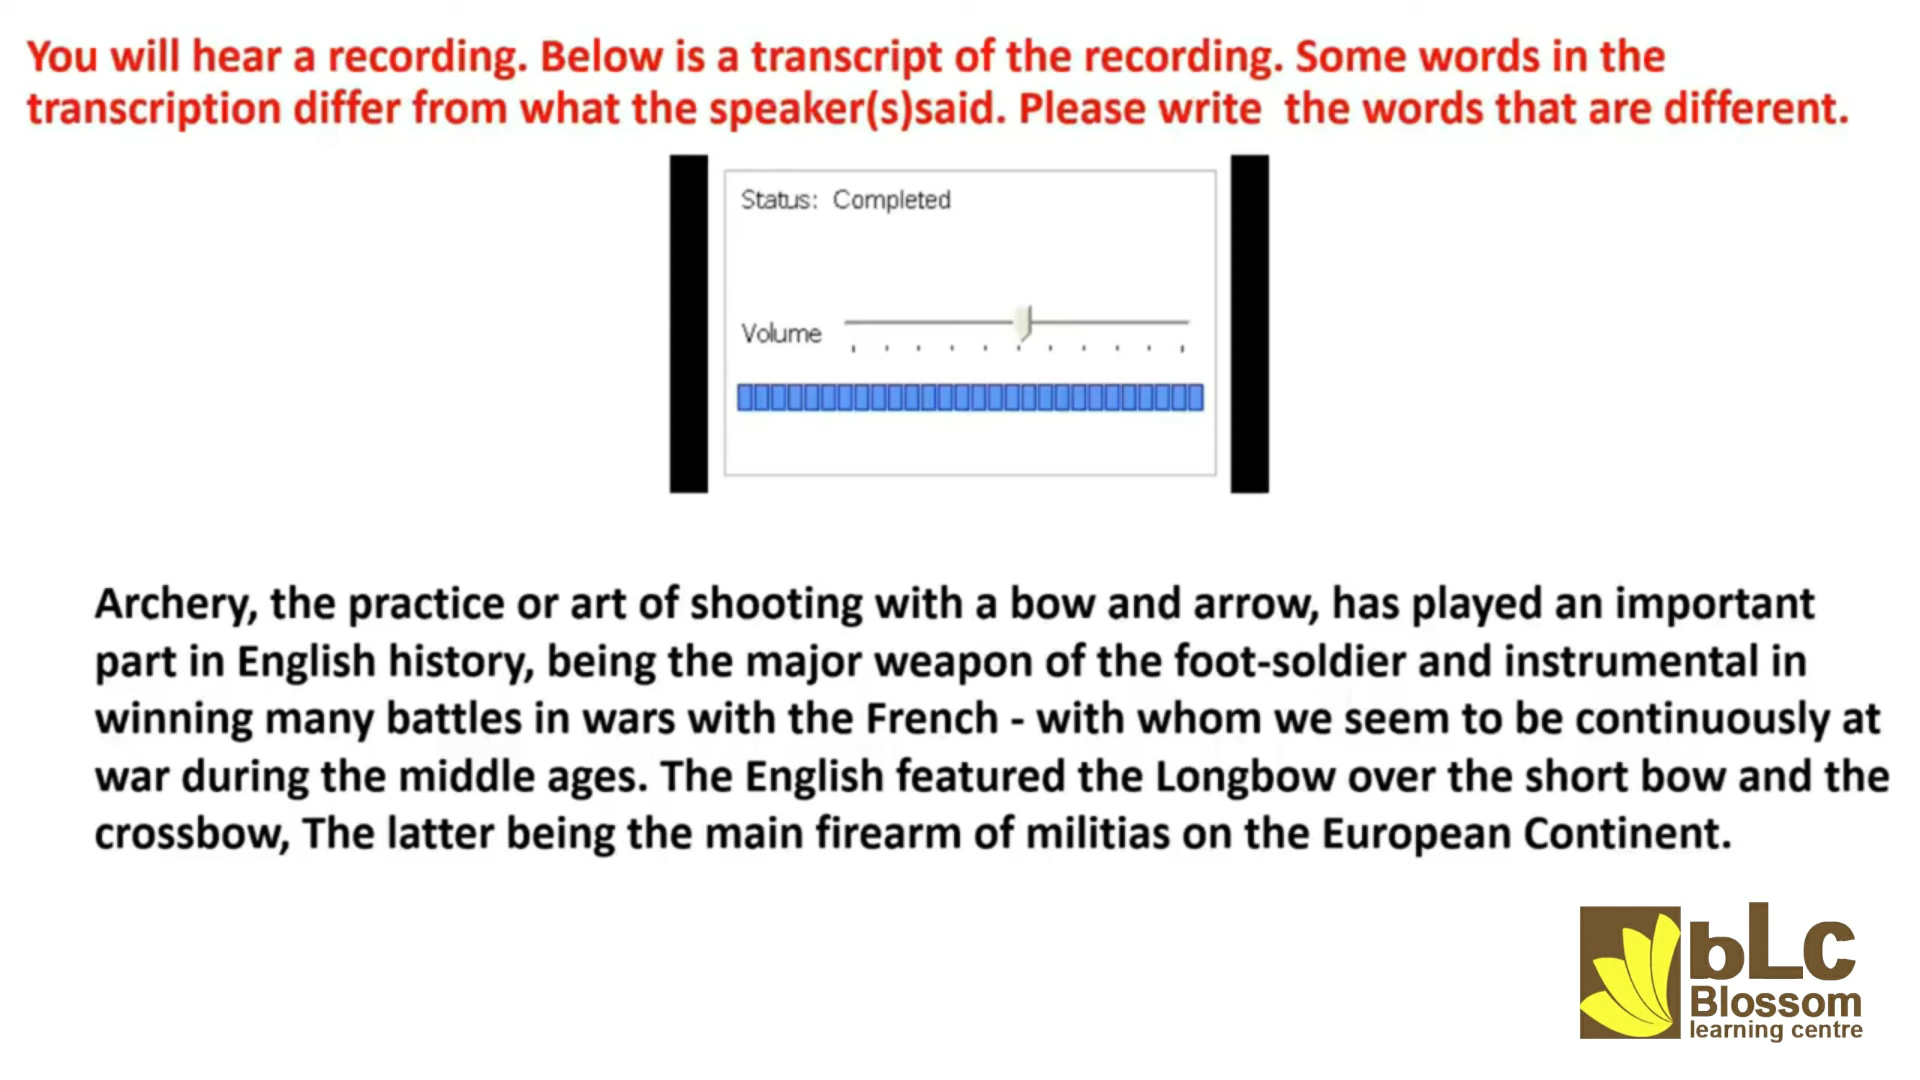 You will hear a recording. Below is a transcript of the recording. Some words in the
transcription differ from what the speaker(s)said. Please write the words that are different.
Status: Completed
Volume
Archery, the practice or art of shooting with a bow and arrow, has played an important
part in English history, being the major weapon of the foot-soldier and instrumental in
winning many battles in wars with the French - with whom we seem to be continuously at
war during the middle ages. The English featured the Longbow over the short bow and the
crossbow, The latter being the main firearm of militias on the European Continent.
bLc
Blossom
learning centre